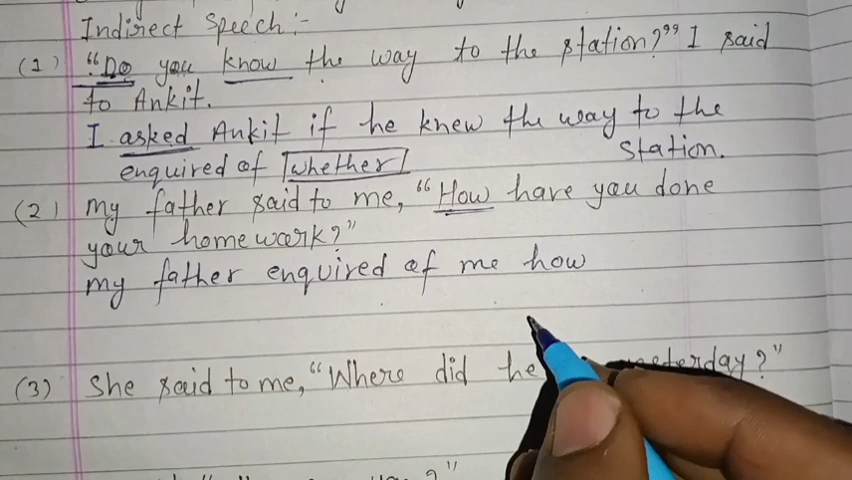 Indirect Speech:-
(1) "Do you know the way to the station?" I said
to Ankit.
I asked Ankit if he knew the way to the
station.
enquired of whether
(2) My father said to me, "How have you done
your homework?"
My father enquired of me how
(3) She said to me, "Where did he yesterday?"
?"